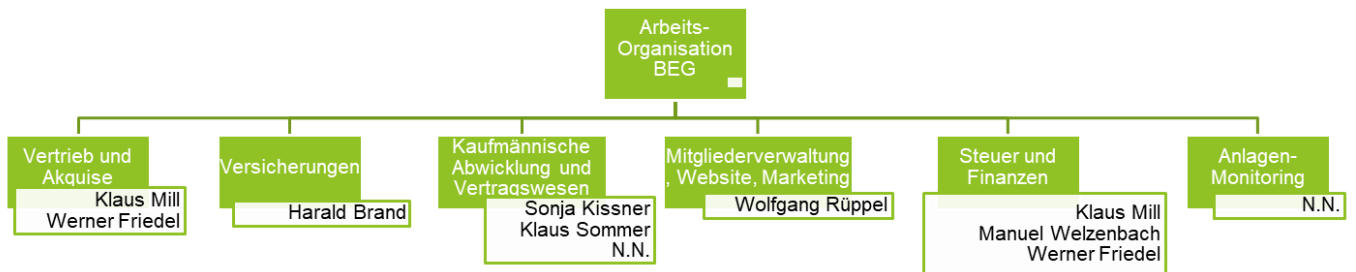 Arbeits-
Organisation
BEG
Vertrieb und
Akquise
Klaus Mill
Werner Friedel
Versicherungen
Harald Brand
Kaufmännische
Abwicklung und
Vertragswesen
Sonja Kissner
Klaus Sommer
N.N.
Mitgliederverwaltung
, Website, Marketing
Wolfgang Rüppel
Steuer und
Finanzen
Klaus Mill
Manuel Welzenbach
Werner Friedel
Anlagen-
Monitoring
N.N.